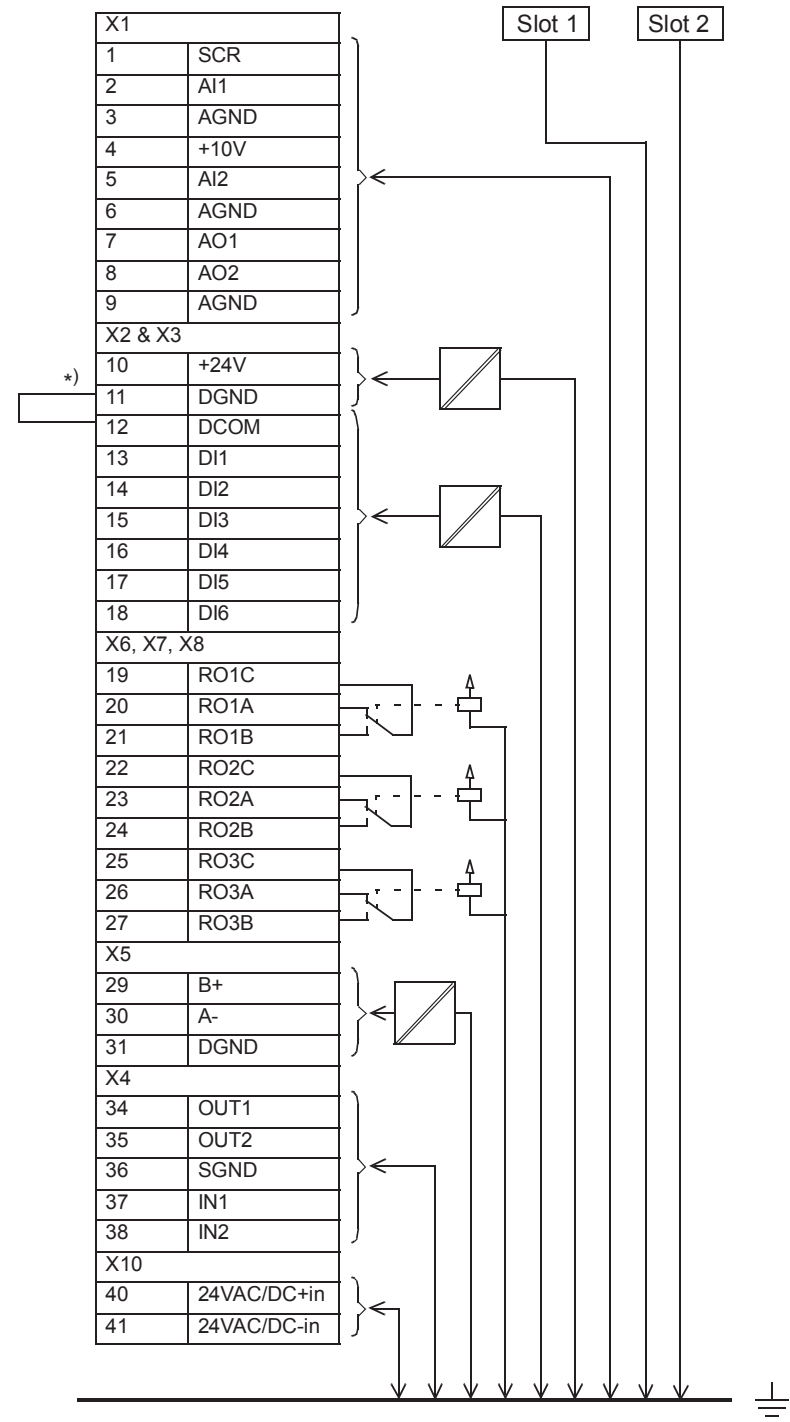 Slot 1 Slot 2
X1
1 SCR
2 AI1
3 AGND
4 +10V
5 AI2
6 AGND
7 AO1
8 AO2
9 AGND
X2 & X3
10 +24V
*)
11 DGND
12 DCOM
13 DI1
14 DI2
15 DI3
16 DI4
17 DI5
18 DI6
X6, X7, X8
19 RO1C
20 RO1A
21 RO1B
22 RO2C
23 RO2A
24 RO2B
25 RO3C
26 RO3A
27 RO3B
X5
29 B+
30 A-
31 DGND
X4
34 OUT1
35 OUT2
36 SGND
37 IN1
38 IN2
X10
40 24VAC/DC+in
41 24VAC/DC-in